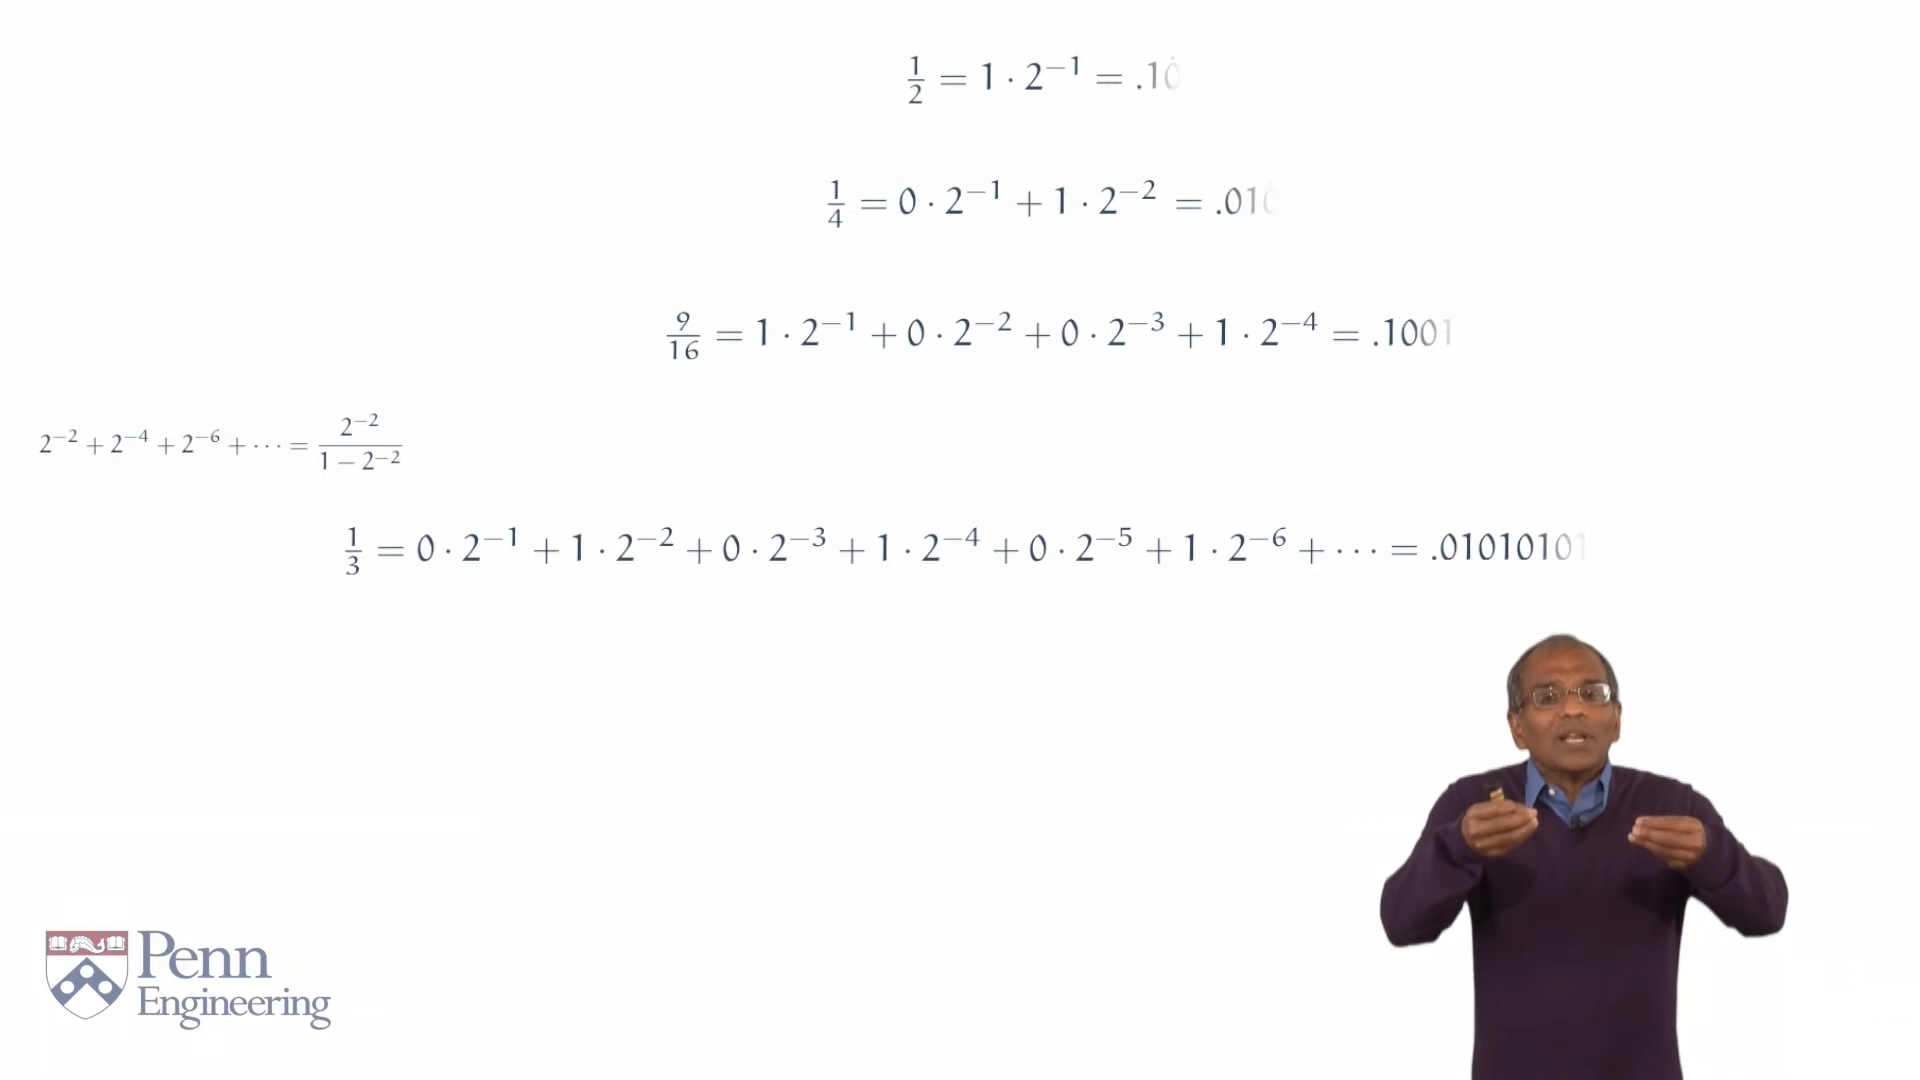 1/2 = 1 · 2⁻¹ = .10
1/4 = 0 · 2⁻¹ + 1 · 2⁻² = .010
9/16 = 1 · 2⁻¹ + 0 · 2⁻² + 0 · 2⁻³ + 1 · 2⁻⁴ = .1001
2⁻² + 2⁻⁴ + 2⁻⁶ + ··· = 2⁻² / (1 − 2⁻²)
1/3 = 0 · 2⁻¹ + 1 · 2⁻² + 0 · 2⁻³ + 1 · 2⁻⁴ + 0 · 2⁻⁵ + 1 · 2⁻⁶ + ··· = .01010101
Penn
Engineering